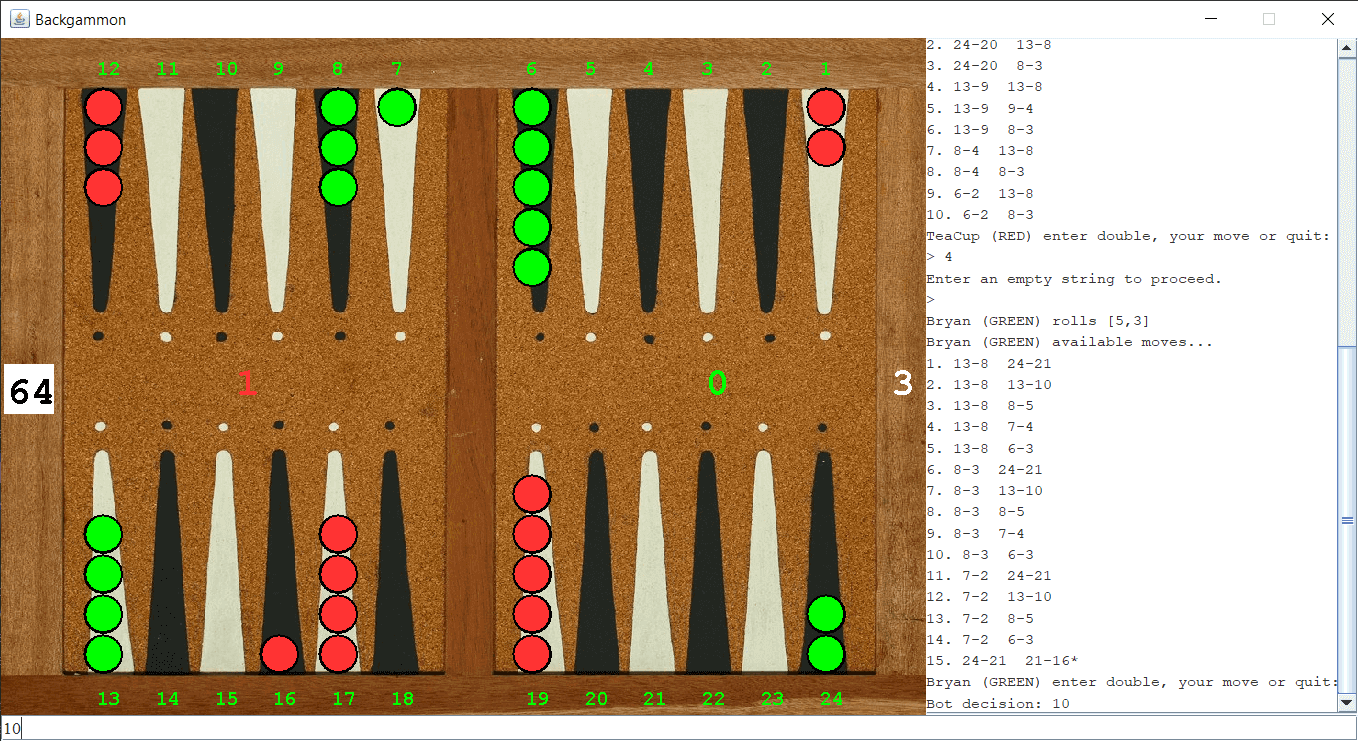 Backgammon
12 11 10 9 8 7 6 5 4 3 2 1
64 1 0 3
13 14 15 16 17 18 19 20 21 22 23 24
2. 24-20  13-8
3. 24-20  8-3
4. 13-9  13-8
5. 13-9  9-4
6. 13-9  8-3
7. 8-4  13-8
8. 8-4  8-3
9. 6-2  13-8
10. 6-2  8-3
TeaCup (RED) enter double, your move or quit:
> 4
Enter an empty string to proceed.
>
Bryan (GREEN) rolls [5,3]
Bryan (GREEN) available moves...
1. 13-8  24-21
2. 13-8  13-10
3. 13-8  8-5
4. 13-8  7-4
5. 13-8  6-3
6. 8-3  24-21
7. 8-3  13-10
8. 8-3  8-5
9. 8-3  7-4
10. 8-3  6-3
11. 7-2  24-21
12. 7-2  13-10
13. 7-2  8-5
14. 7-2  6-3
15. 24-21  21-16*
Bryan (GREEN) enter double, your move or quit:
Bot decision: 10
10